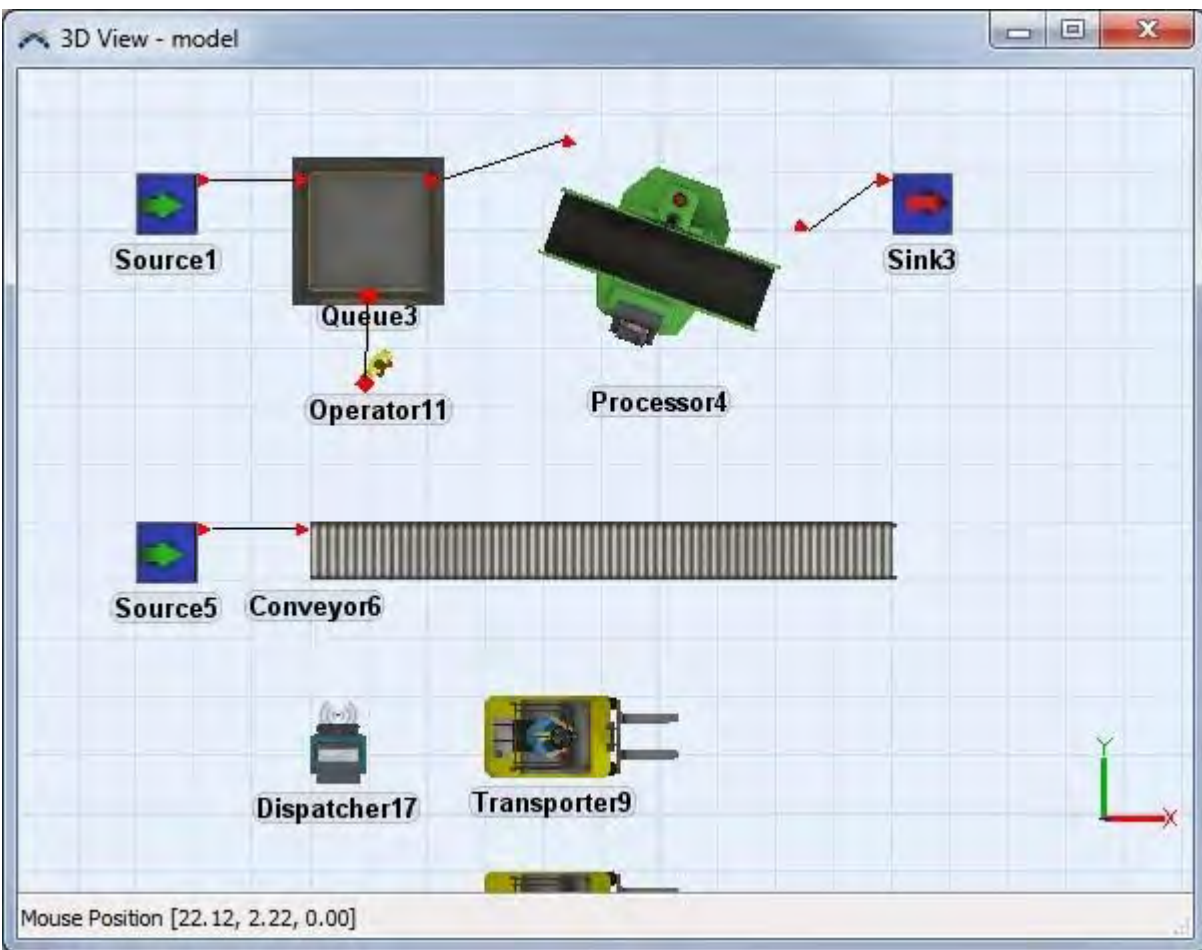 3D View - model
Source1
Queue3
Sink3
Operator11
Processor4
Source5
Conveyor6
Dispatcher17
Transporter9
Y
X
Mouse Position [22.12, 2.22, 0.00]